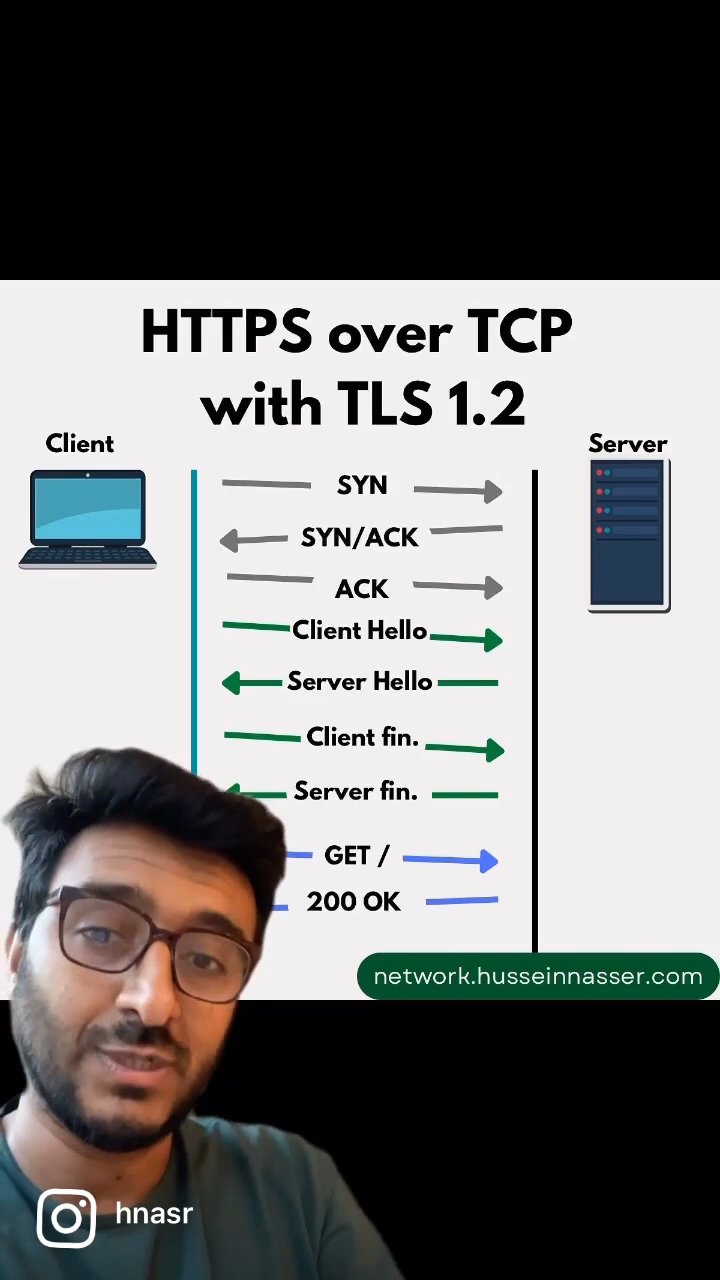 HTTPS over TCP
with TLS 1.2
Client
Server
SYN
SYN/ACK
ACK
Client Hello
Server Hello
Client fin.
Server fin.
GET /
200 OK
network.husseinnasser.com
hnasr